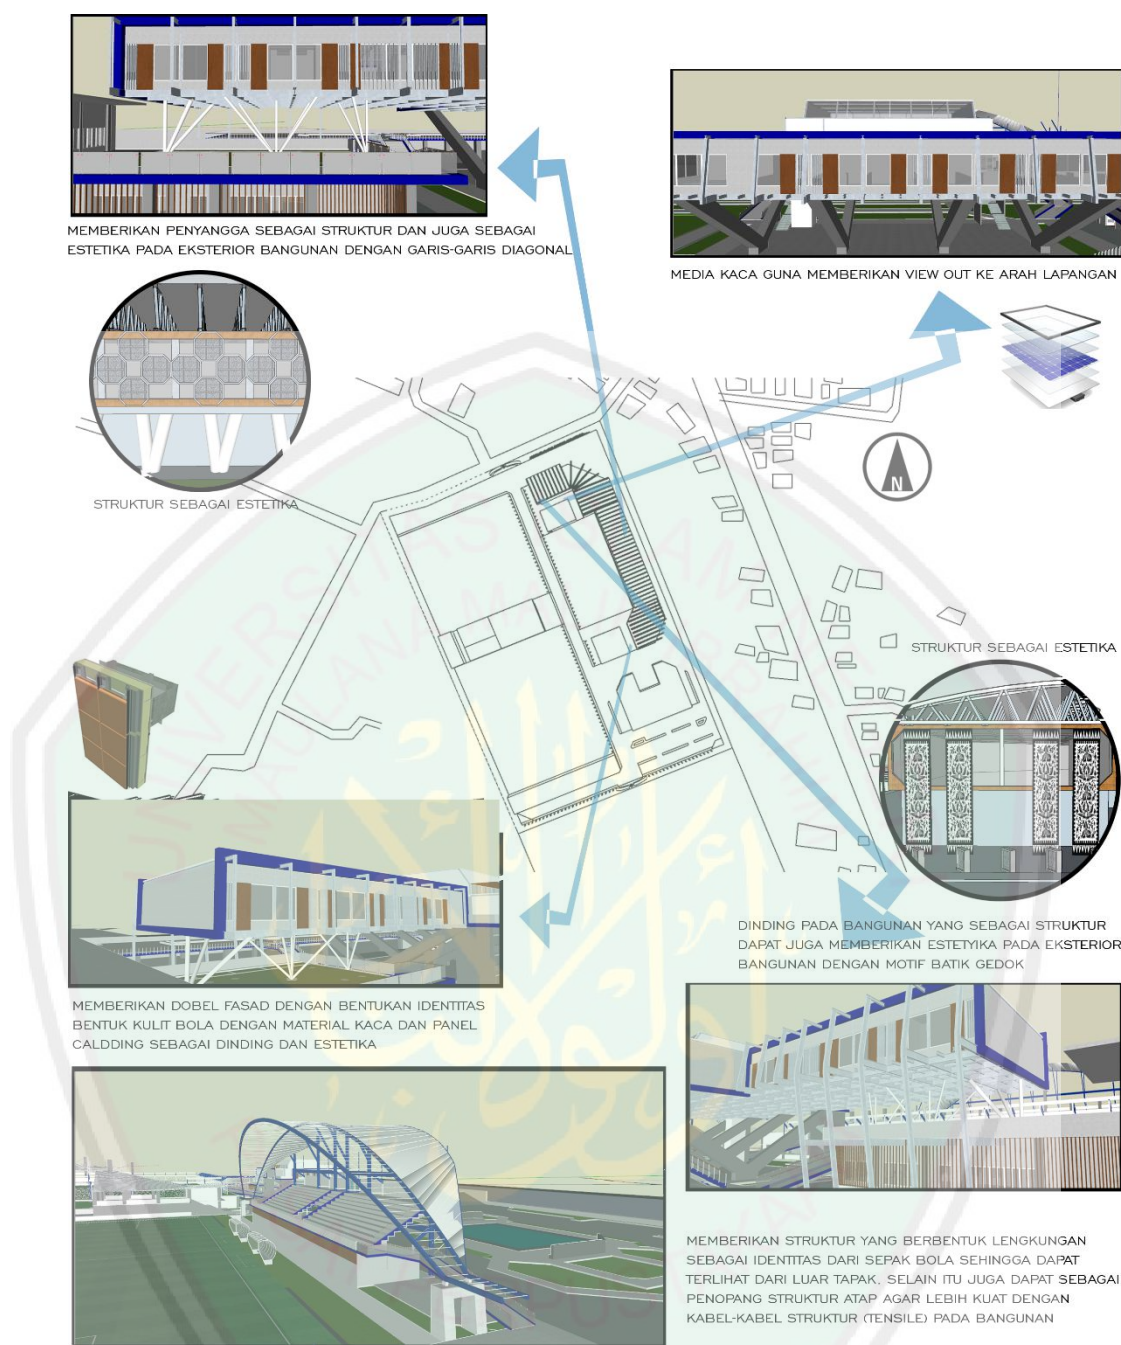 MEMBERIKAN PENYANGGA SEBAGAI STRUKTUR DAN JUGA SEBAGAI
ESTETIKA PADA EKSTERIOR BANGUNAN DENGAN GARIS-GARIS DIAGONAL
MEDIA KACA GUNA MEMBERIKAN VIEW OUT KE ARAH LAPANGAN
STRUKTUR SEBAGAI ESTETIKA
N
STRUKTUR SEBAGAI ESTETIKA
DINDING PADA BANGUNAN YANG SEBAGAI STRUKTUR
DAPAT JUGA MEMBERIKAN ESTETYIKA PADA EKSTERIOR
BANGUNAN DENGAN MOTIF BATIK GEDOK
MEMBERIKAN DOBEL FASAD DENGAN BENTUKAN IDENTITAS
BENTUK KULIT BOLA DENGAN MATERIAL KACA DAN PANEL
CALDDING SEBAGAI DINDING DAN ESTETIKA
MEMBERIKAN STRUKTUR YANG BERBENTUK LENGKUNGAN
SEBAGAI IDENTITAS DARI SEPAK BOLA SEHINGGA DAPAT
TERLIHAT DARI LUAR TAPAK. SELAIN ITU JUGA DAPAT SEBAGAI
PENOPANG STRUKTUR ATAP AGAR LEBIH KUAT DENGAN
KABEL-KABEL STRUKTUR (TENSILE) PADA BANGUNAN